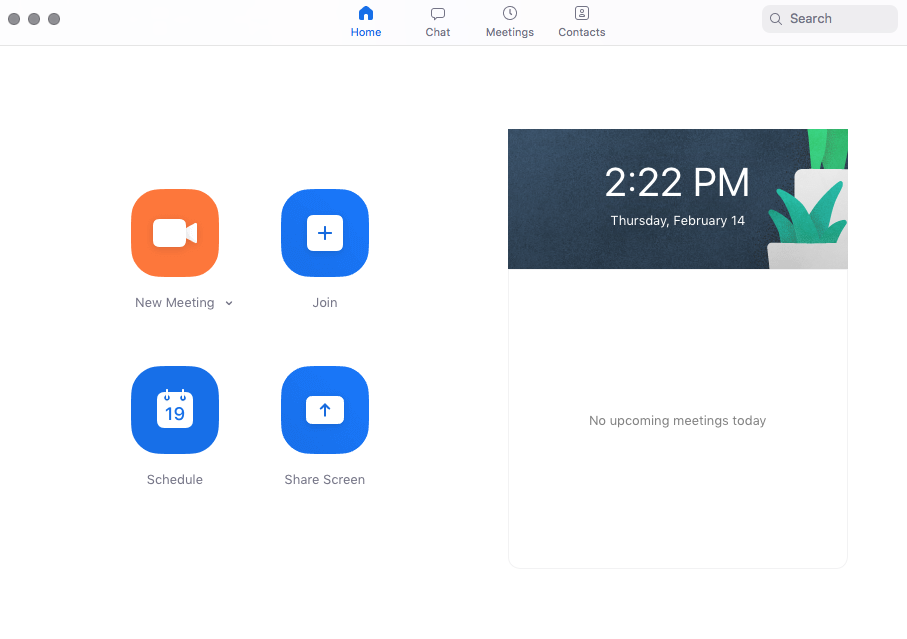 Home
Chat
Meetings
Contacts
Search
2:22 PM
Thursday, February 14
New Meeting
Join
19
Schedule
Share Screen
No upcoming meetings today